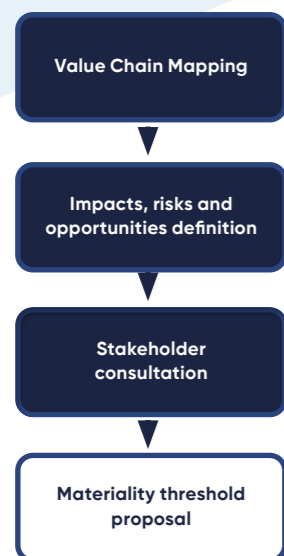 Value Chain Mapping
Impacts, risks and
opportunities definition
Stakeholder
consultation
Materiality threshold
proposal